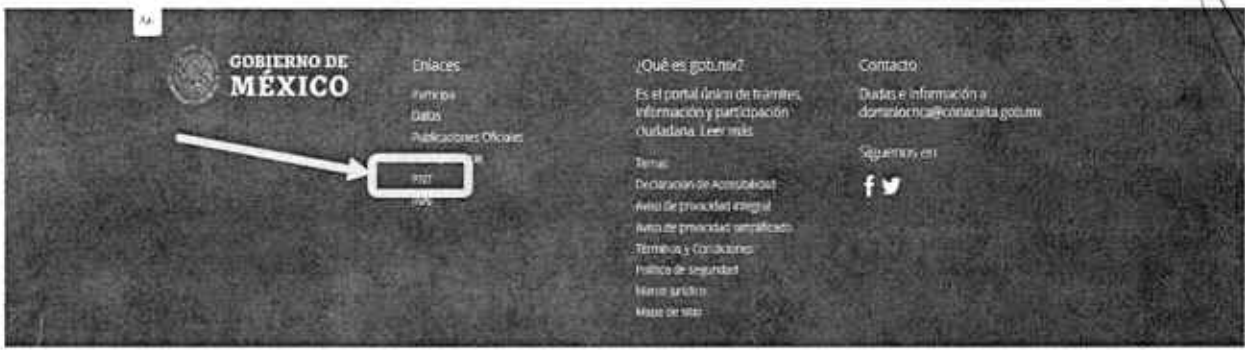 GOBIERNO DE
MÉXICO
Enlaces
Participa
Datos
Publicaciones Oficiales
PNT
¿Qué es gob.mx?
Es el portal único de trámites,
información y participación
ciudadana. Leer más
Temas
Declaración de Accesibilidad
Aviso de privacidad integral
Aviso de privacidad simplificado
Términos y Condiciones
Política de seguridad
Marco jurídico
Mapa de sitio
Contacto
Dudas e información a
Síguenos en